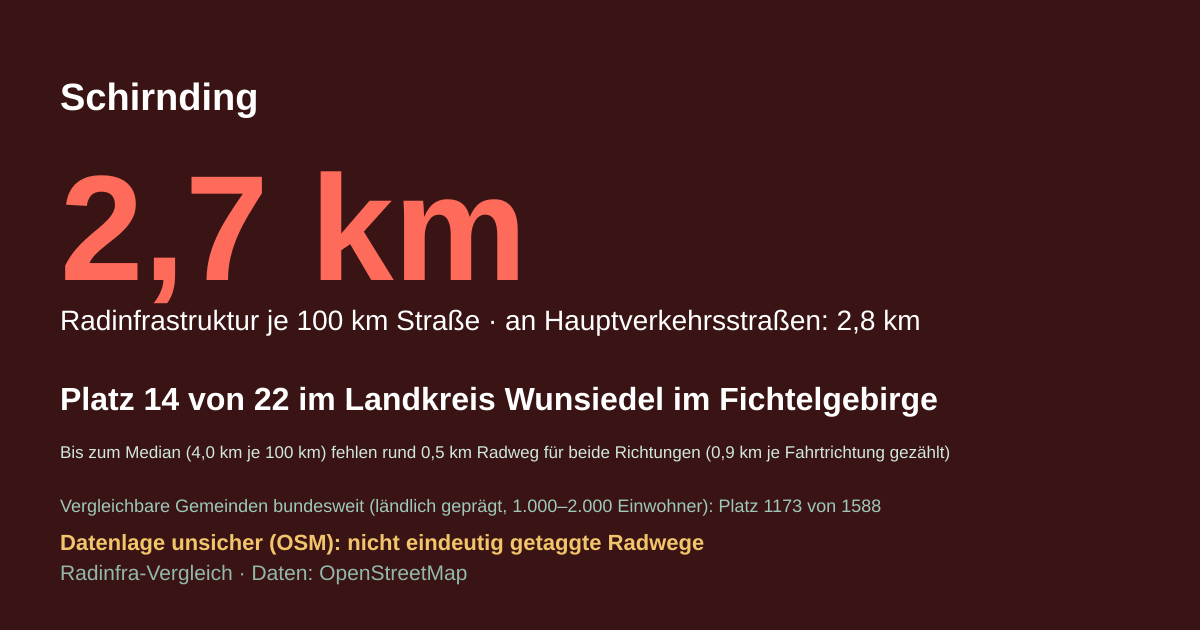 Schirnding
2,7 km
Radinfrastruktur je 100 km Straße · an Hauptverkehrsstraßen: 2,8 km
Platz 14 von 22 im Landkreis Wunsiedel im Fichtelgebirge
Bis zum Median (4,0 km je 100 km) fehlen rund 0,5 km Radweg für beide Richtungen (0,9 km je Fahrtrichtung gezählt)
Vergleichbare Gemeinden bundesweit (ländlich geprägt, 1.000–2.000 Einwohner): Platz 1173 von 1588
Datenlage unsicher (OSM): nicht eindeutig getaggte Radwege
Radinfra-Vergleich · Daten: OpenStreetMap